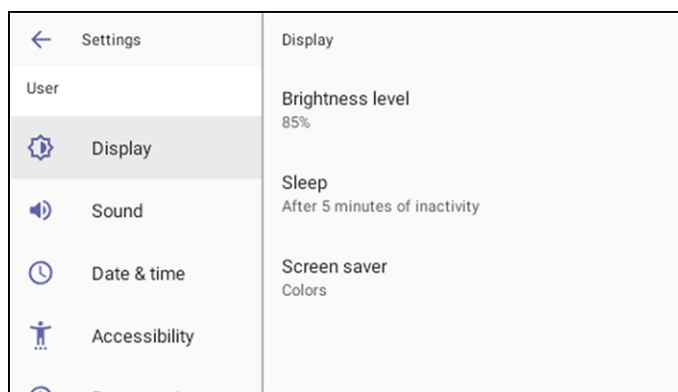 Settings
User
Display
Sound
Date & time
Accessibility
Display
Brightness level
85%
Sleep
After 5 minutes of inactivity
Screen saver
Colors